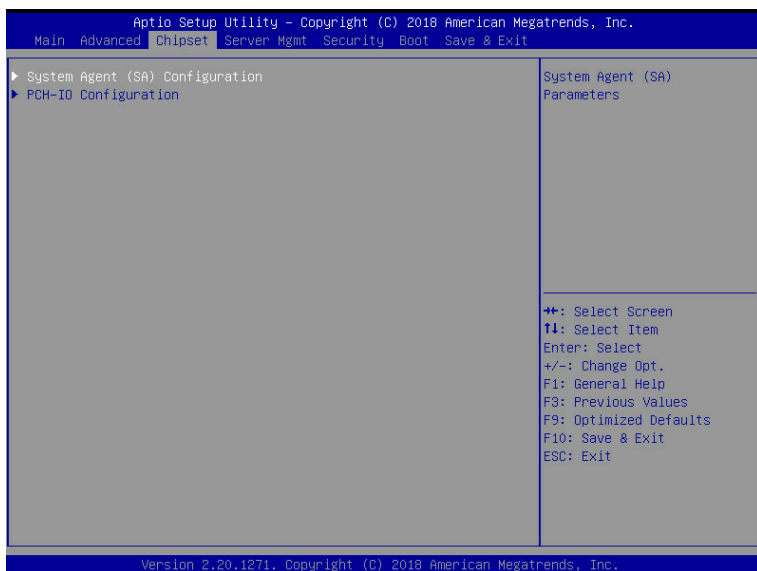 Aptio Setup Utility – Copyright (C) 2018 American Megatrends, Inc.
Main Advanced Chipset Server Mgmt Security Boot Save & Exit
▶ System Agent (SA) Configuration
▶ PCH-IO Configuration
System Agent (SA)
Parameters
→←: Select Screen
↑↓: Select Item
Enter: Select
+/-: Change Opt.
F1: General Help
F3: Previous Values
F9: Optimized Defaults
F10: Save & Exit
ESC: Exit
Version 2.20.1271. Copyright (C) 2018 American Megatrends, Inc.